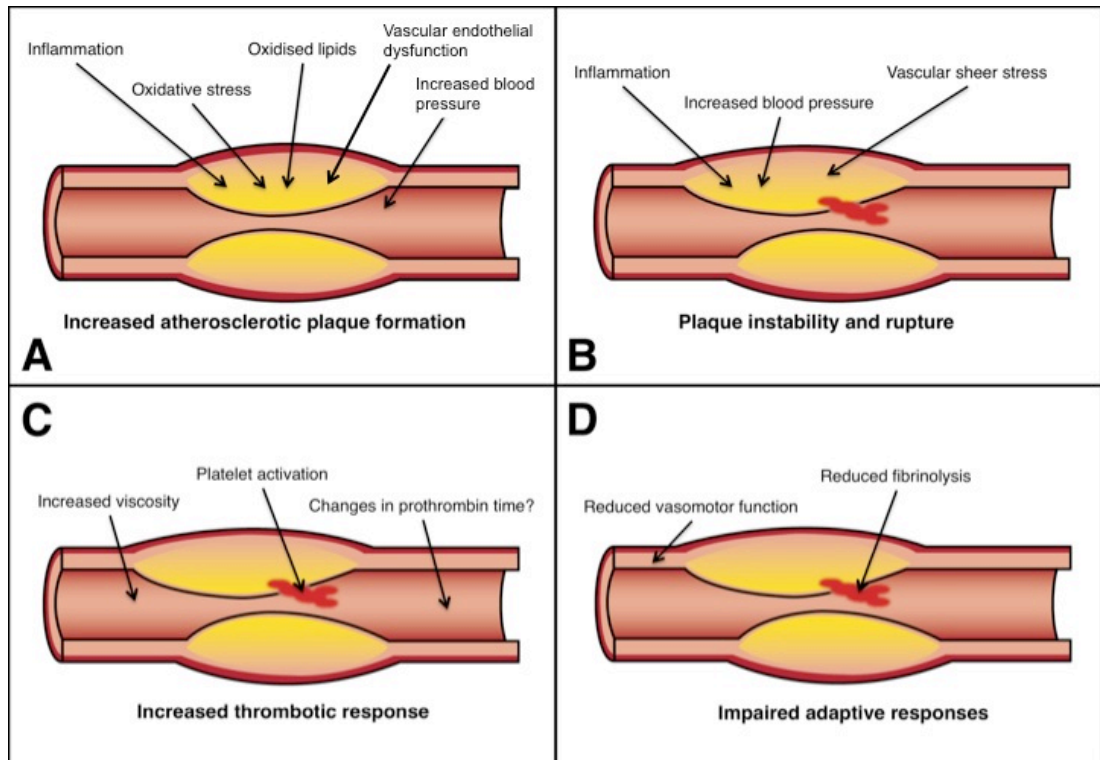 Inflammation
Oxidised lipids
Vascular endothelial
dysfunction
Oxidative stress
Increased blood
pressure
Increased atherosclerotic plaque formation
A
Inflammation
Increased blood pressure
Vascular sheer stress
Plaque instability and rupture
B
C
Platelet activation
Increased viscosity
Changes in prothrombin time?
Increased thrombotic response
D
Reduced fibrinolysis
Reduced vasomotor function
Impaired adaptive responses